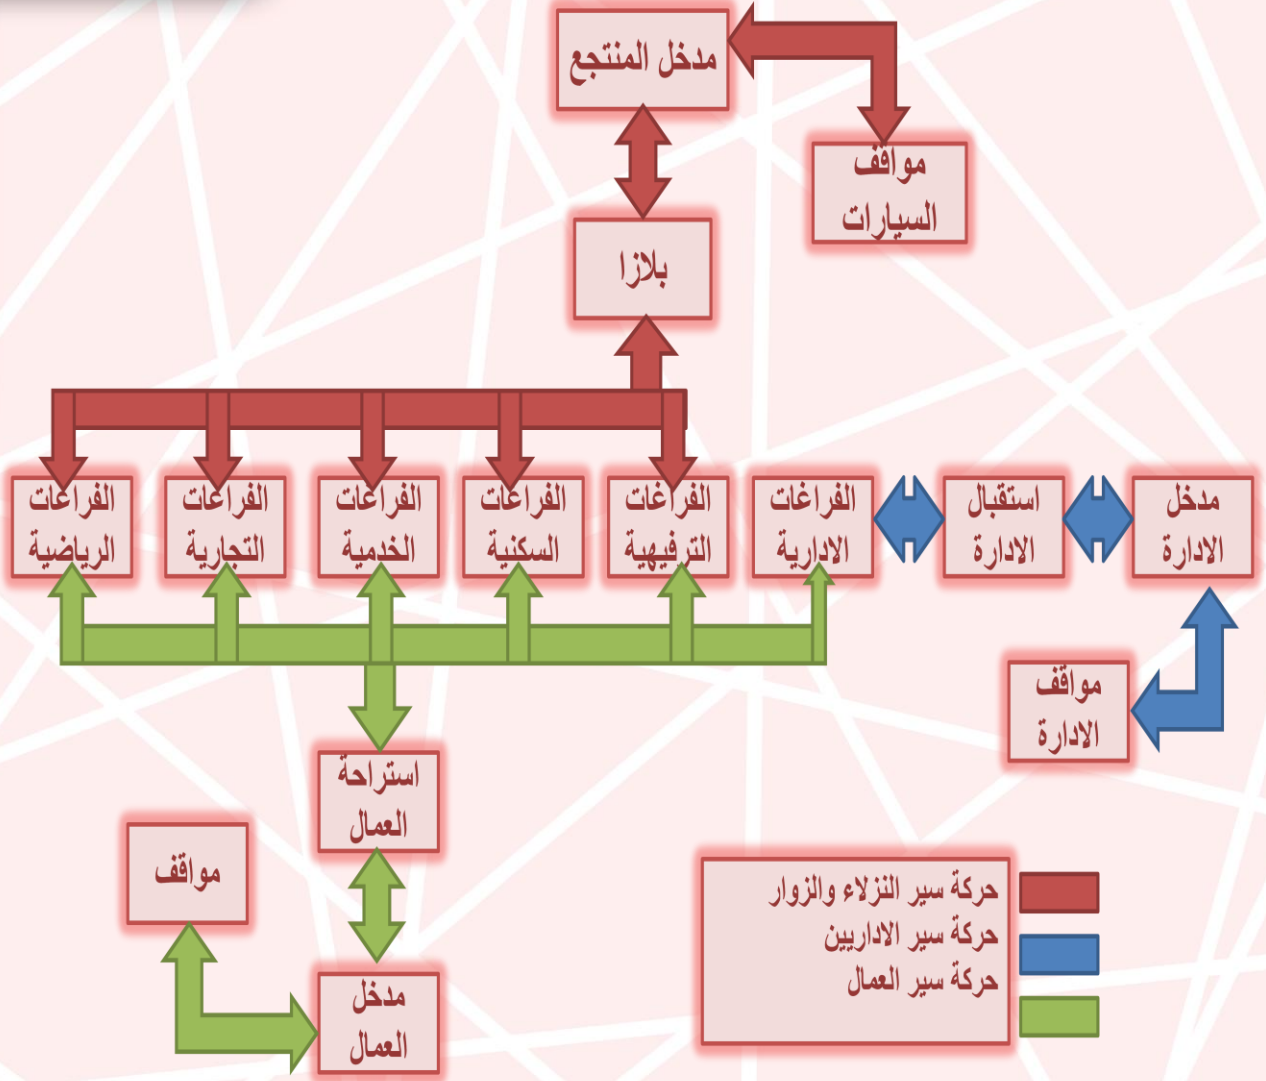 مدخل المنتجع
مواقف
السيارات
بلازا
مدخل
الادارة
استقبال
الادارة
الفراغات
الادارية
الفراغات
الترفيهية
الفراغات
السكنية
الفراغات
الخدمية
الفراغات
التجارية
الفراغات
الرياضية
مواقف
الادارة
استراحة
العمال
مواقف
مدخل
العمال
حركة سير النزلاء والزوار
حركة سير الاداريين
حركة سير العمال